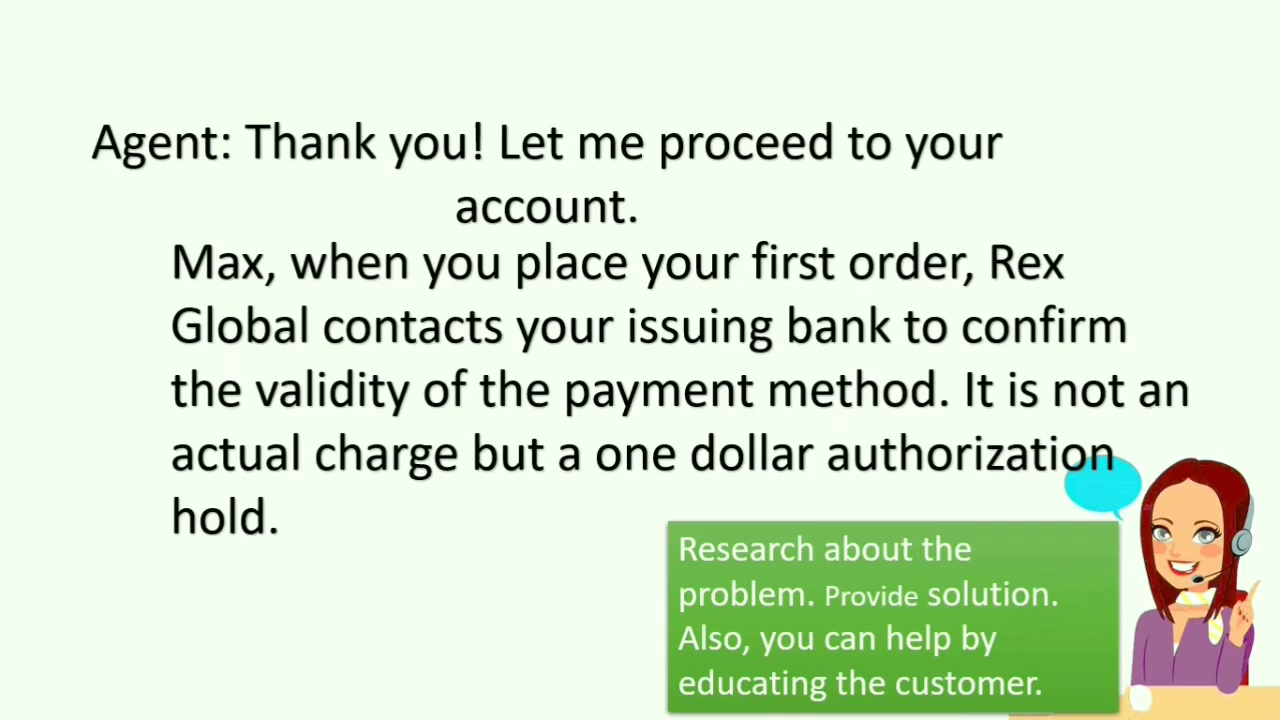 Agent: Thank you! Let me proceed to your
account.
Max, when you place your first order, Rex
Global contacts your issuing bank to confirm
the validity of the payment method. It is not an
actual charge but a one dollar authorization
hold.
Research about the
problem. Provide solution.
Also, you can help by
educating the customer.